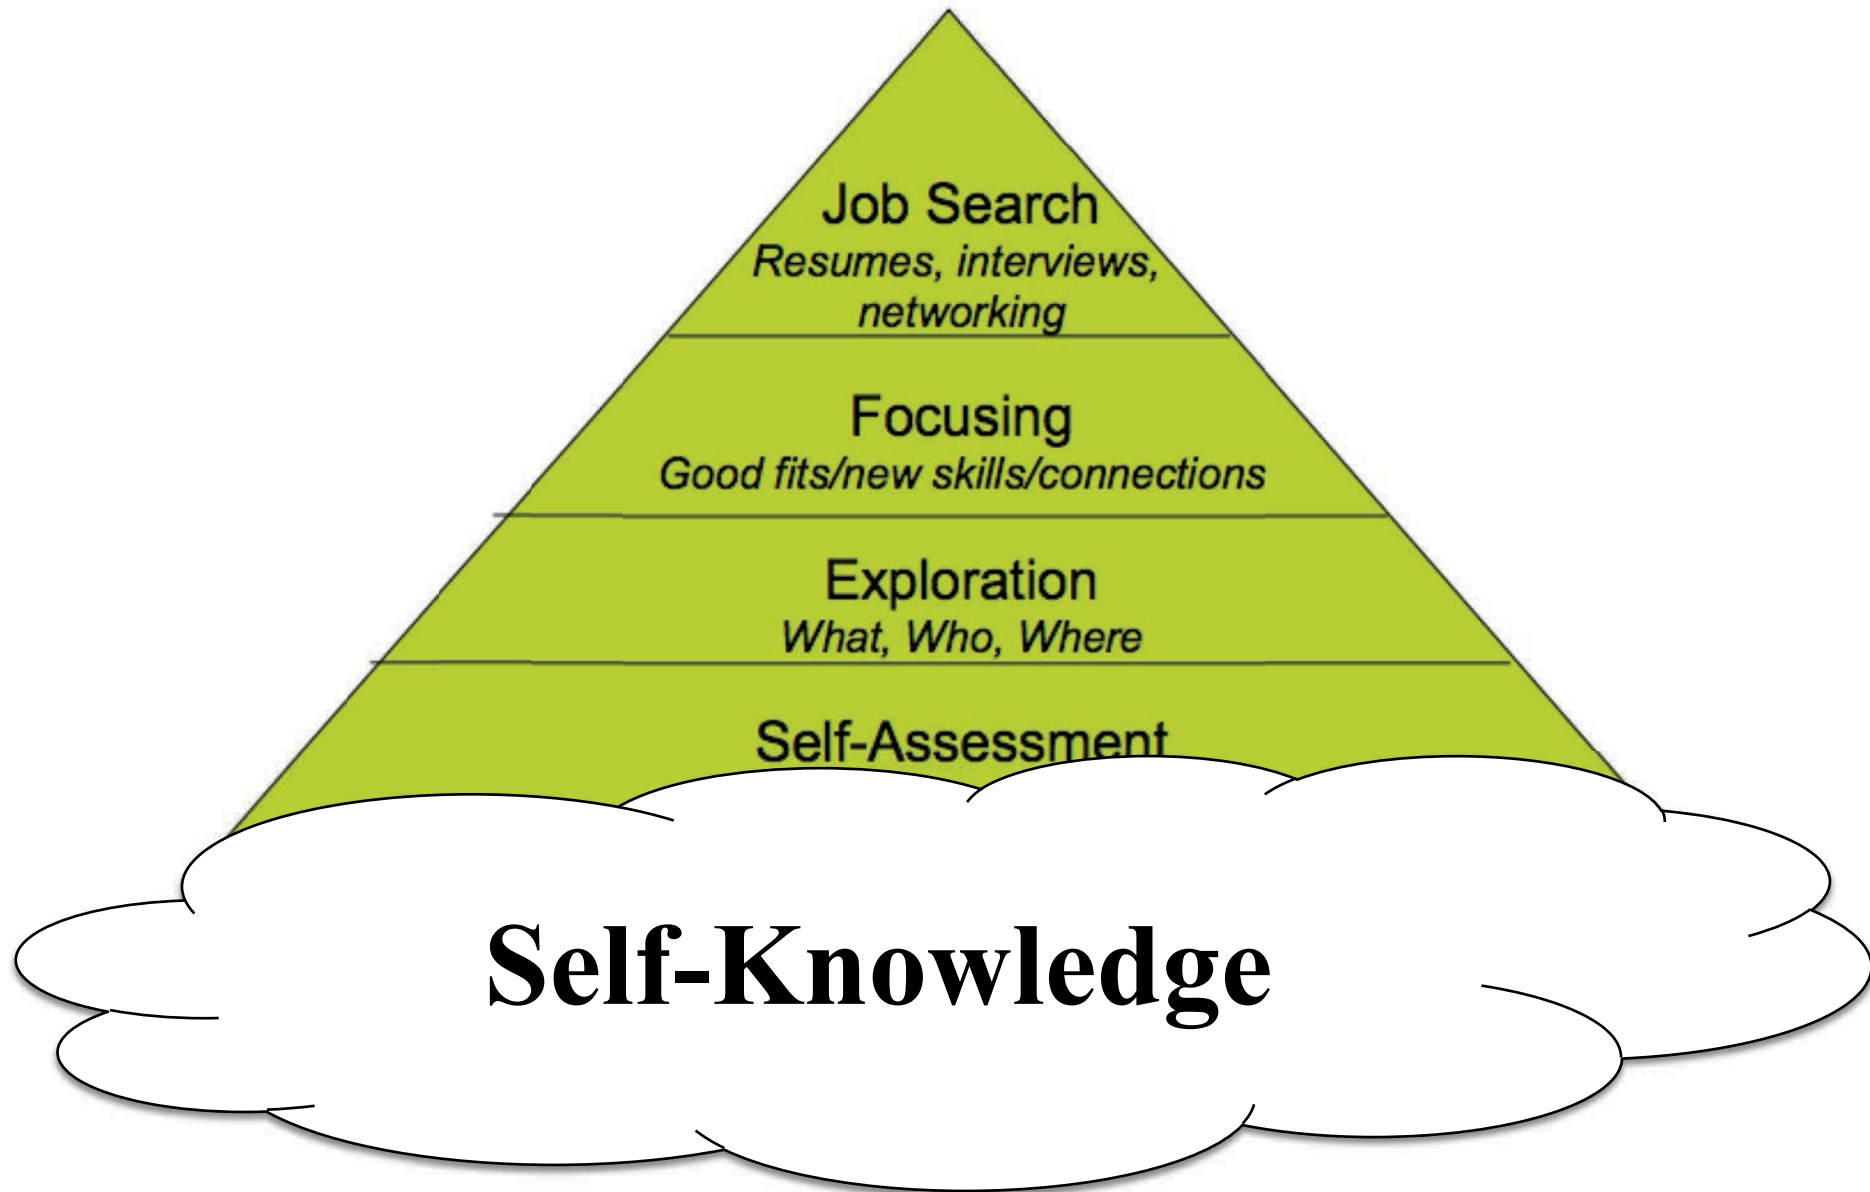 Job Search
Resumes, interviews,
networking
Focusing
Good fits/new skills/connections
Exploration
What, Who, Where
Self-Assessment
Self-Knowledge